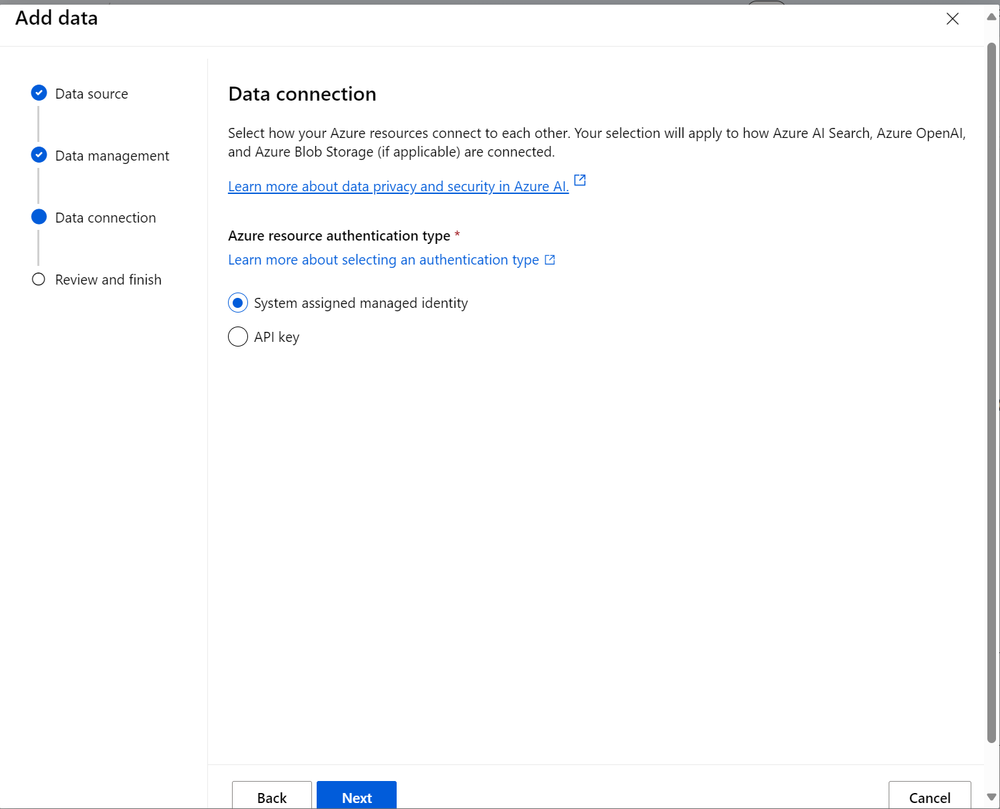 Add data
Data source
Data management
Data connection
Review and finish
Data connection
Select how your Azure resources connect to each other. Your selection will apply to how Azure AI Search, Azure OpenAI,
and Azure Blob Storage (if applicable) are connected.
Learn more about data privacy and security in Azure AI.
Azure resource authentication type *
Learn more about selecting an authentication type
System assigned managed identity
API key
Back
Next
Cancel